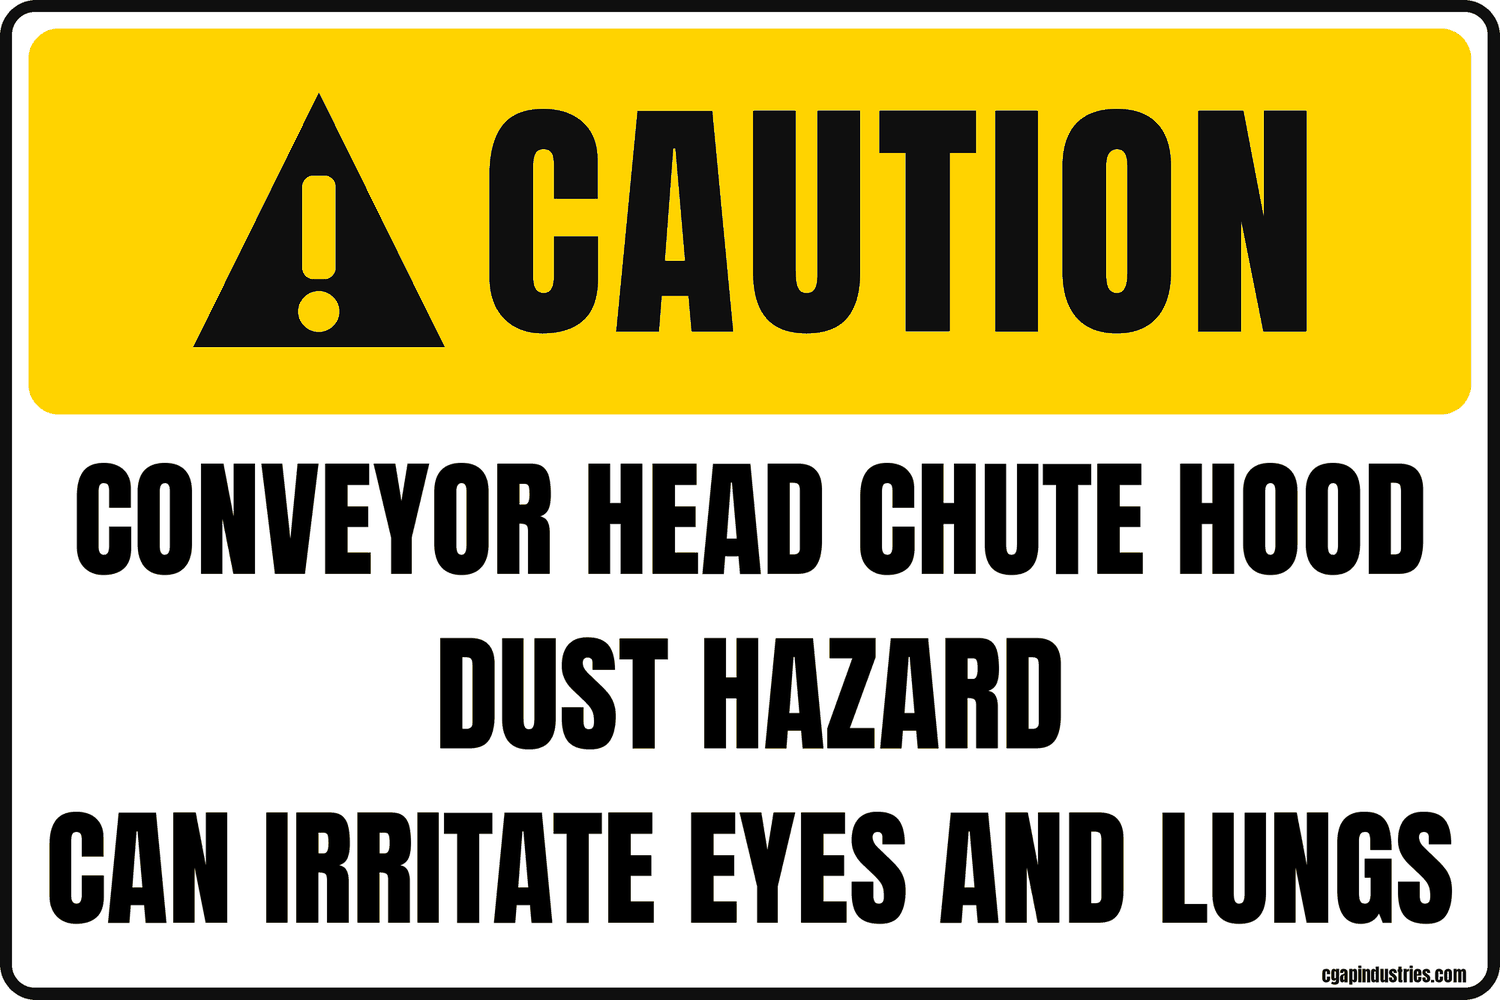 CAUTION
CONVEYOR HEAD CHUTE HOOD
DUST HAZARD
CAN IRRITATE EYES AND LUNGS
cgapindustries.com